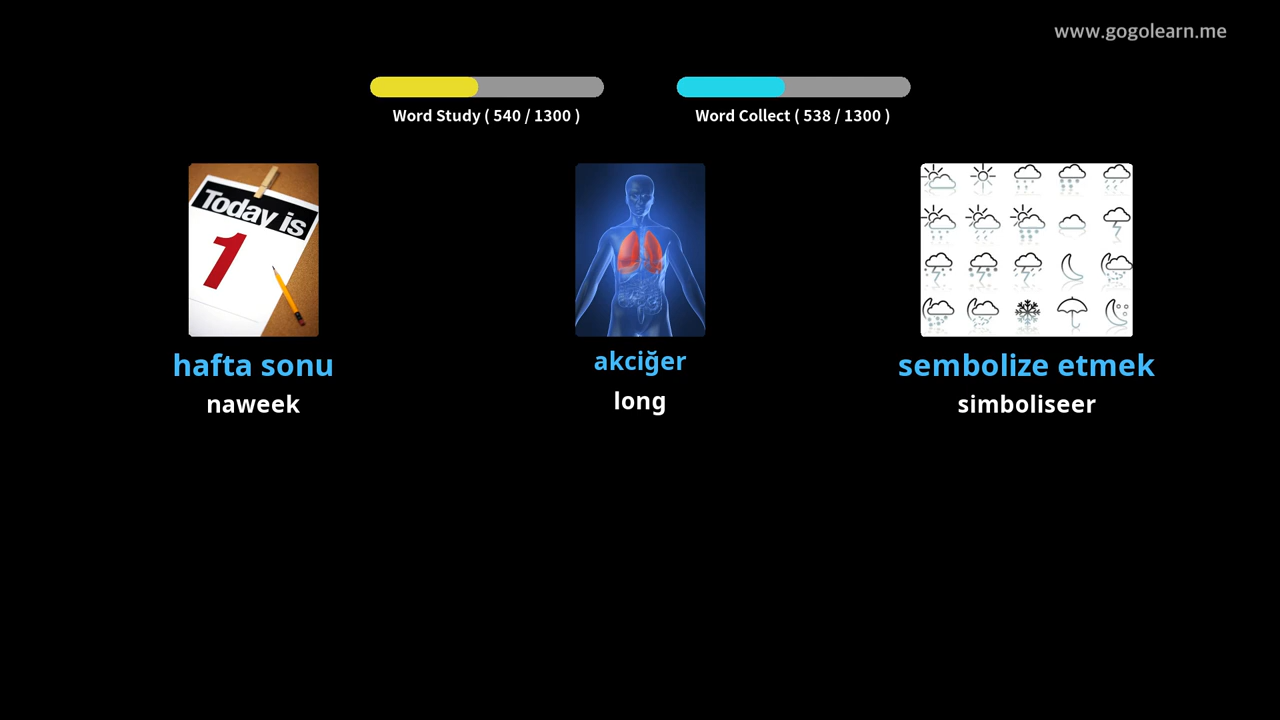 www.gogolearn.me
Word Study ( 540 / 1300 )
Word Collect ( 538 / 1300 )
Today is
1
hafta sonu
naweek
akciğer
long
sembolize etmek
simboliseer